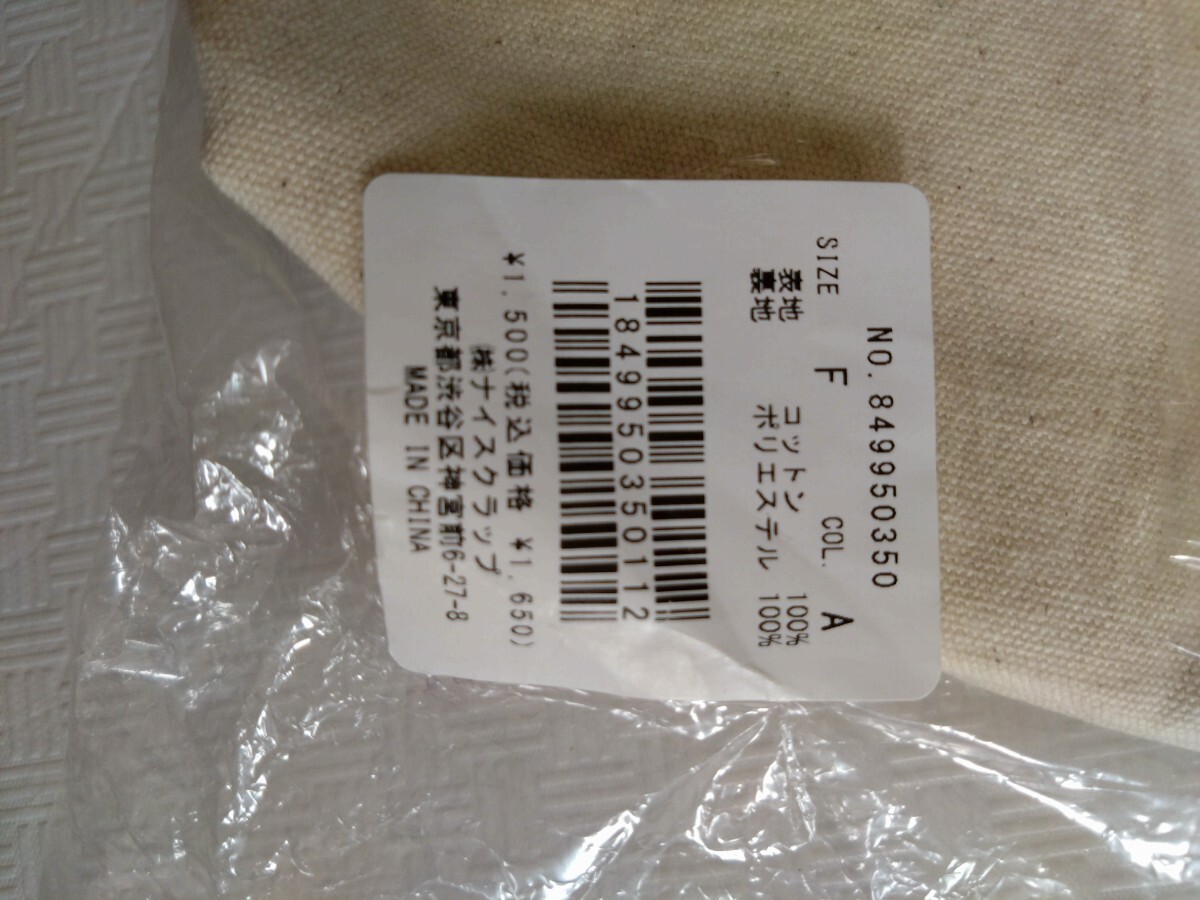 NO. 849950350
SIZE F COL. A
表地 コットン 100%
裏地 ポリエステル 100%
1849950350112
¥1,500(税込価格 ¥1,650)
㈱ナイスクラップ
東京都渋谷区神宮前6-27-8
MADE IN CHINA